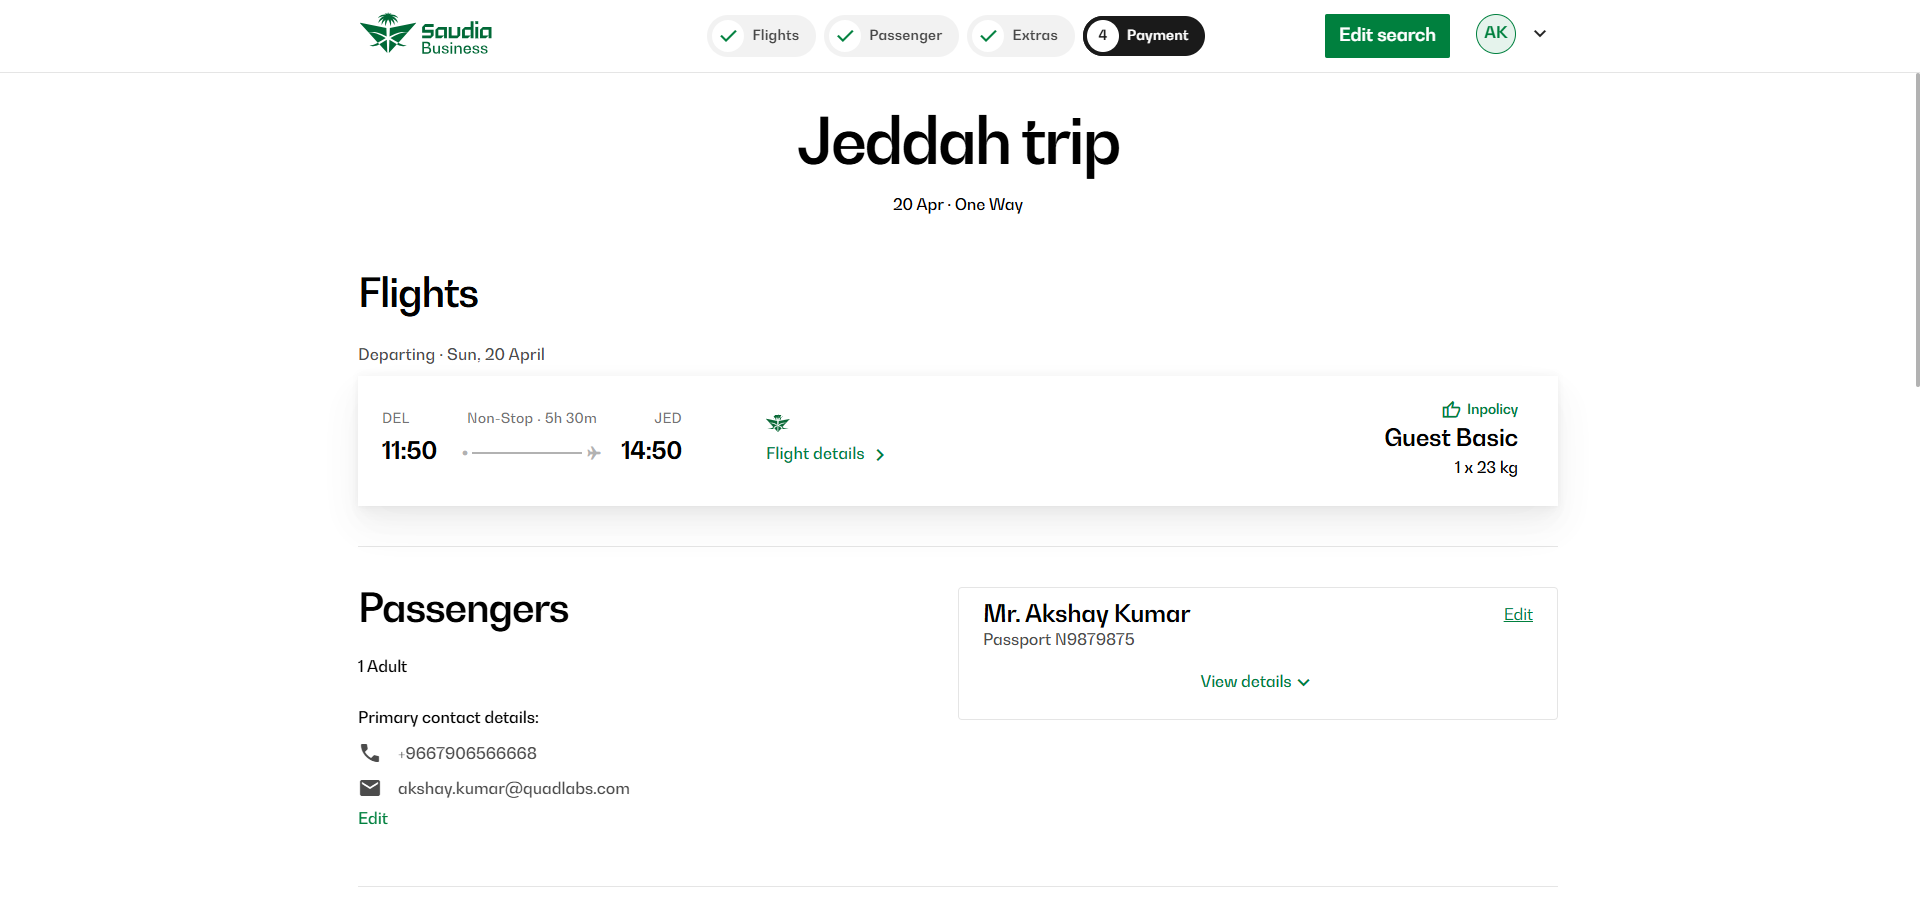 Saudia
Business
Flights
Passenger
Extras
4 Payment
Edit search
AK
Jeddah trip
20 Apr · One Way
Flights
Departing · Sun, 20 April
DEL Non-Stop · 5h 30m JED
11:50 14:50
Flight details
Inpolicy
Guest Basic
1 x 23 kg
Passengers
1 Adult
Primary contact details:
+9667906566668
akshay.kumar@quadlabs.com
Edit
Mr. Akshay Kumar
Edit
Passport N9879875
View details